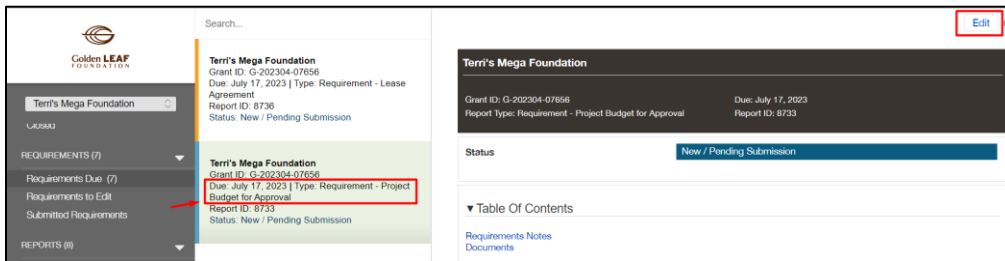 Golden LEAF
FOUNDATION
Terri's Mega Foundation
Closed
REQUIREMENTS (7)
Requirements Due (7)
Requirements to Edit
Submitted Requirements
REPORTS (8)
Search...
Terri's Mega Foundation
Grant ID: G-202304-07656
Due: July 17, 2023 | Type: Requirement - Lease
Agreement
Report ID: 8736
Status: New / Pending Submission
Terri's Mega Foundation
Grant ID: G-202304-07656
Due: July 17, 2023 | Type: Requirement - Project
Budget for Approval
Report ID: 8733
Status: New / Pending Submission
Edit
Terri's Mega Foundation
Grant ID: G-202304-07656
Due: July 17, 2023
Report Type: Requirement - Project Budget for Approval
Report ID: 8733
Status
New / Pending Submission
▼ Table Of Contents
Requirements Notes
Documents